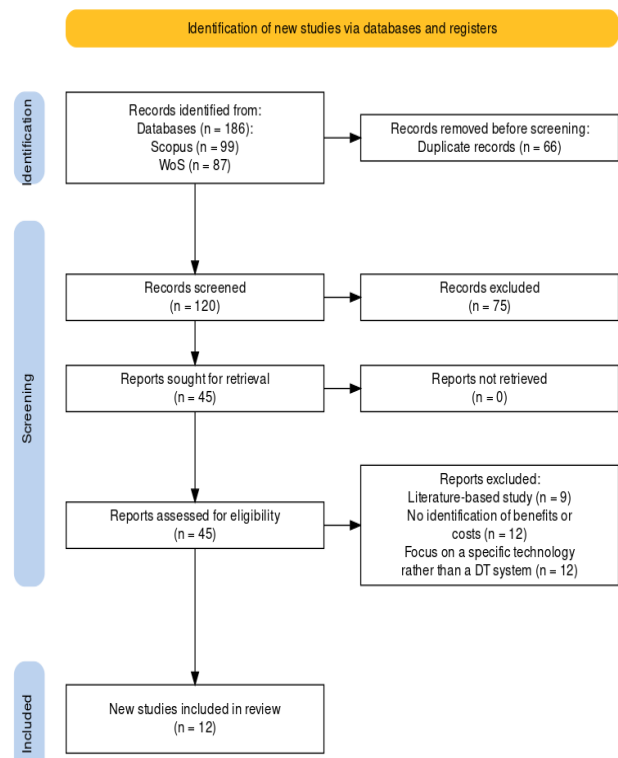 Identification of new studies via databases and registers
Identification
Records identified from:
Databases (n = 186):
Scopus (n = 99)
WoS (n = 87)
Records removed before screening:
Duplicate records (n = 66)
Screening
Records screened
(n = 120)
Records excluded
(n = 75)
Reports sought for retrieval
(n = 45)
Reports not retrieved
(n = 0)
Reports assessed for eligibility
(n = 45)
Reports excluded:
Literature-based study (n = 9)
No identification of benefits or
costs (n = 12)
Focus on a specific technology
rather than a DT system (n = 12)
Included
New studies included in review
(n = 12)